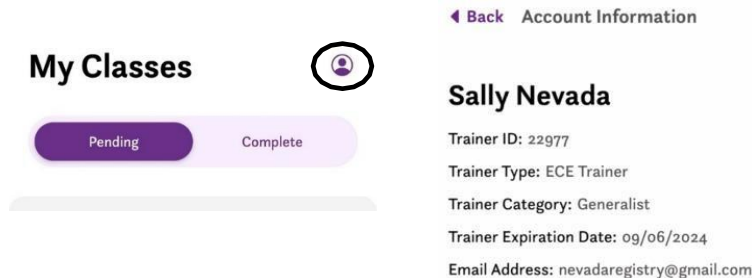 My Classes
Pending
Complete
Back Account Information
Sally Nevada
Trainer ID: 22977
Trainer Type: ECE Trainer
Trainer Category: Generalist
Trainer Expiration Date: 09/06/2024
Email Address: nevadaregistry@gmail.com